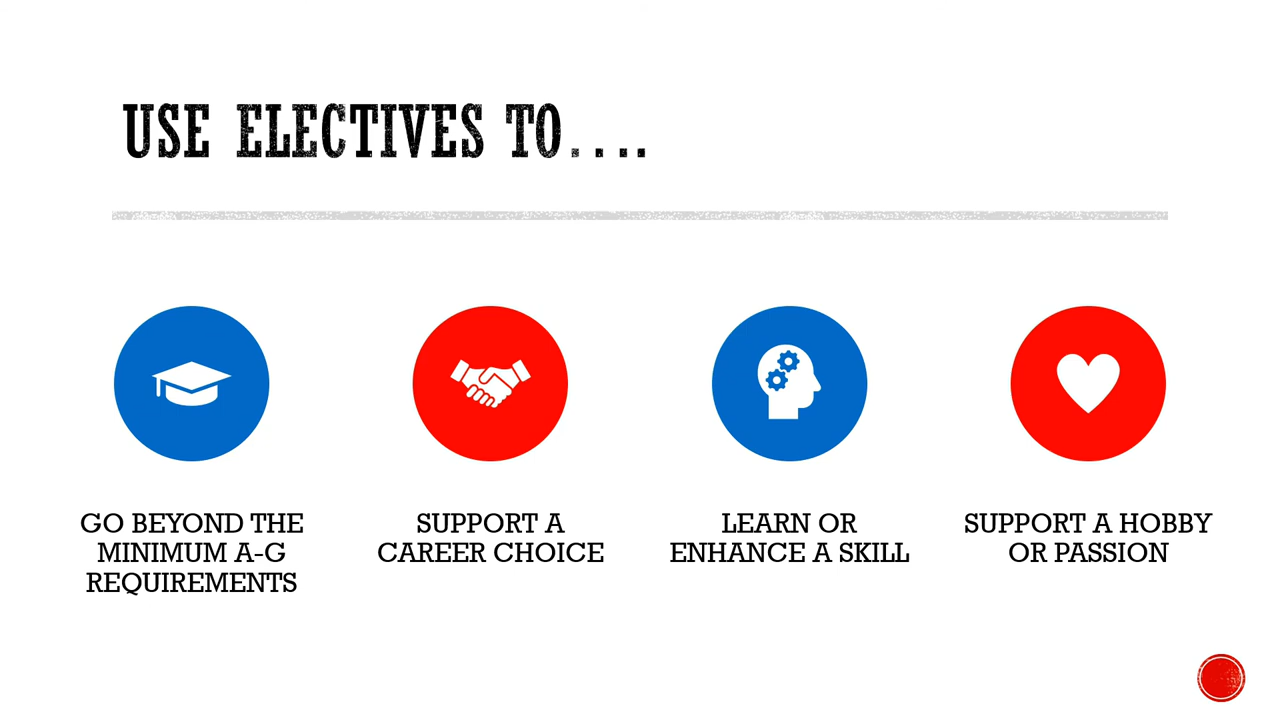 USE ELECTIVES TO....
GO BEYOND THE
MINIMUM A-G
REQUIREMENTS
SUPPORT A
CAREER CHOICE
LEARN OR
ENHANCE A SKILL
SUPPORT A HOBBY
OR PASSION